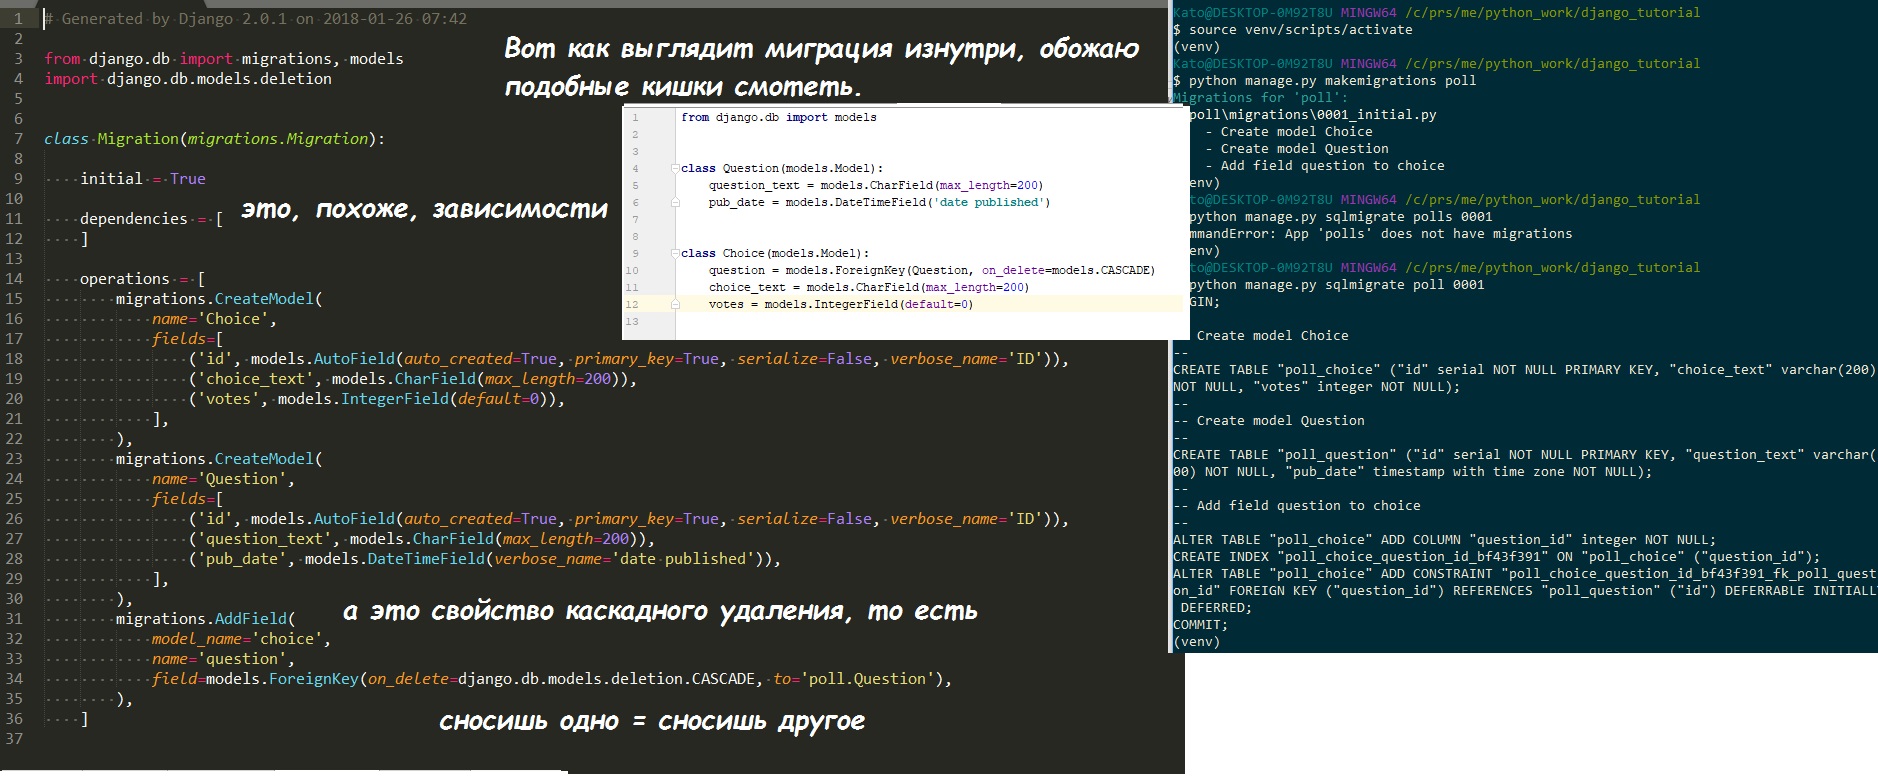 1 # Generated by Django 2.0.1 on 2018-01-26 07:42
2
3 from django.db import migrations, models
4 import django.db.models.deletion
5
6
7 class Migration(migrations.Migration):
8
9 initial = True
10
11 dependencies = [
12 ]
13
14 operations = [
15 migrations.CreateModel(
16 name='Choice',
17 fields=[
18 ('id', models.AutoField(auto_created=True, primary_key=True, serialize=False, verbose_name='ID')),
19 ('choice_text', models.CharField(max_length=200)),
20 ('votes', models.IntegerField(default=0)),
21 ],
22 ),
23 migrations.CreateModel(
24 name='Question',
25 fields=[
26 ('id', models.AutoField(auto_created=True, primary_key=True, serialize=False, verbose_name='ID')),
27 ('question_text', models.CharField(max_length=200)),
28 ('pub_date', models.DateTimeField(verbose_name='date published')),
29 ],
30 ),
31 migrations.AddField(
32 model_name='choice',
33 name='question',
34 field=models.ForeignKey(on_delete=django.db.models.deletion.CASCADE, to='poll.Question'),
35 ),
36 ]
37
Вот как выглядит миграция изнутри, обожаю
подобные кишки смотеть.
это, похоже, зависимости
а это свойство каскадного удаления, то есть
сносишь одно = сносишь другое
1 from django.db import models
2
3
4 class Question(models.Model):
5 question_text = models.CharField(max_length=200)
6 pub_date = models.DateTimeField('date published')
7
8
9 class Choice(models.Model):
10 question = models.ForeignKey(Question, on_delete=models.CASCADE)
11 choice_text = models.CharField(max_length=200)
12 votes = models.IntegerField(default=0)
13
Kato@DESKTOP-0M92T8U MINGW64 /c/prs/me/python_work/django_tutorial
$ source venv/scripts/activate
(venv)
Kato@DESKTOP-0M92T8U MINGW64 /c/prs/me/python_work/django_tutorial
$ python manage.py makemigrations poll
Migrations for 'poll':
poll\migrations\0001_initial.py
- Create model Choice
- Create model Question
- Add field question to choice
env)
to@DESKTOP-0M92T8U MINGW64 /c/prs/me/python_work/django_tutorial
python manage.py sqlmigrate polls 0001
mmandError: App 'polls' does not have migrations
env)
to@DESKTOP-0M92T8U MINGW64 /c/prs/me/python_work/django_tutorial
python manage.py sqlmigrate poll 0001
GIN;
Create model Choice
--
CREATE TABLE "poll_choice" ("id" serial NOT NULL PRIMARY KEY, "choice_text" varchar(200)
NOT NULL, "votes" integer NOT NULL);
--
-- Create model Question
--
CREATE TABLE "poll_question" ("id" serial NOT NULL PRIMARY KEY, "question_text" varchar(
00) NOT NULL, "pub_date" timestamp with time zone NOT NULL);
--
-- Add field question to choice
--
ALTER TABLE "poll_choice" ADD COLUMN "question_id" integer NOT NULL;
CREATE INDEX "poll_choice_question_id_bf43f391" ON "poll_choice" ("question_id");
ALTER TABLE "poll_choice" ADD CONSTRAINT "poll_choice_question_id_bf43f391_fk_poll_quest
on_id" FOREIGN KEY ("question_id") REFERENCES "poll_question" ("id") DEFERRABLE INITIALL
DEFERRED;
COMMIT;
(venv)